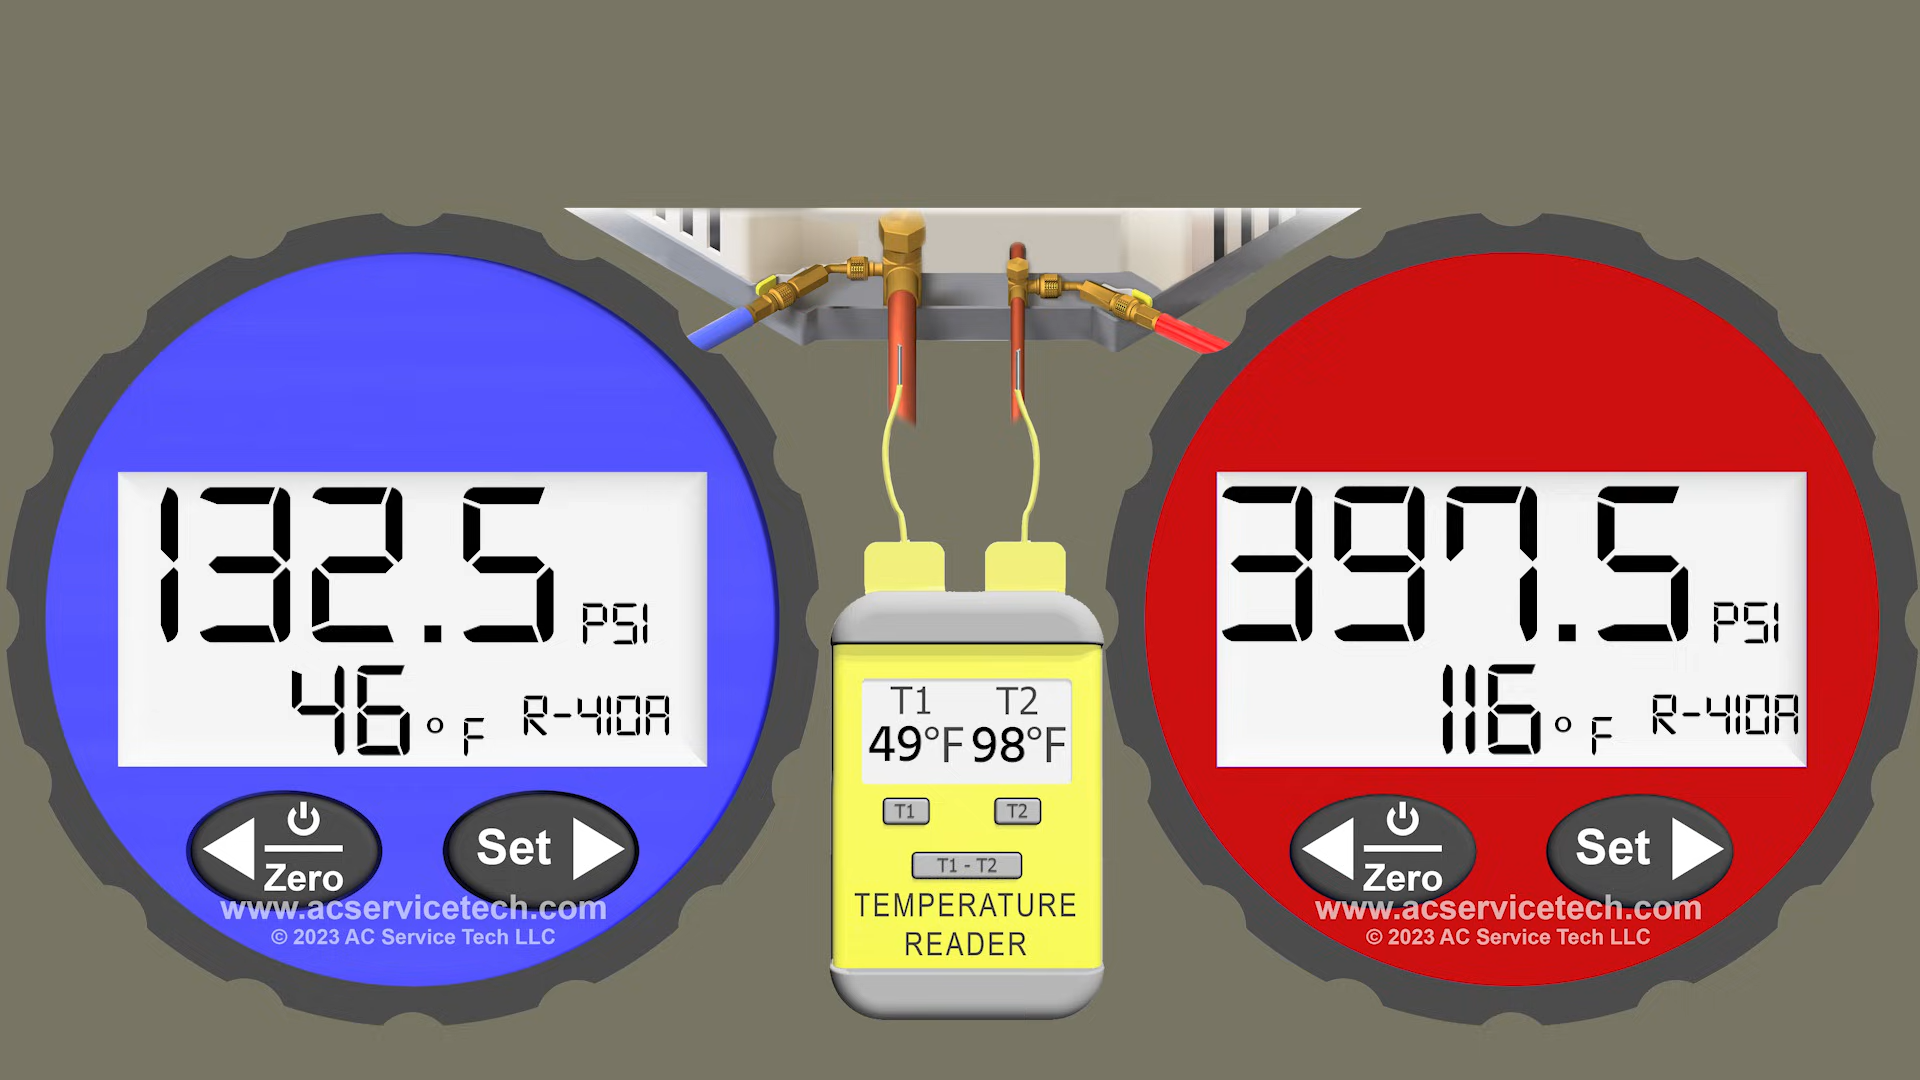 132.5 PSI
46° F R-410A
Zero
Set
www.acservicetech.com
© 2023 AC Service Tech LLC
T1 T2
49°F 98°F
T1 T2
T1 - T2
TEMPERATURE
READER
397.5 PSI
116° F R-410A
Zero
Set
www.acservicetech.com
© 2023 AC Service Tech LLC